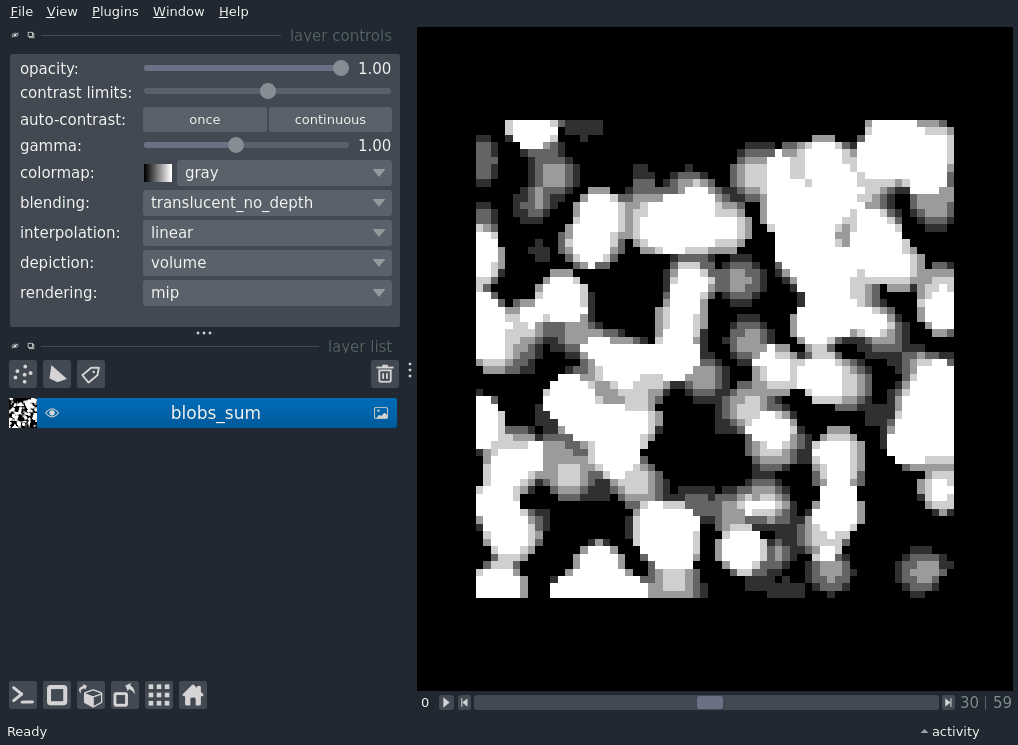 File View Plugins Window Help
layer controls
opacity: 1.00
contrast limits:
auto-contrast: once continuous
gamma: 1.00
colormap: gray
blending: translucent_no_depth
interpolation: linear
depiction: volume
rendering: mip
layer list
blobs_sum
0 30 | 59
Ready activity